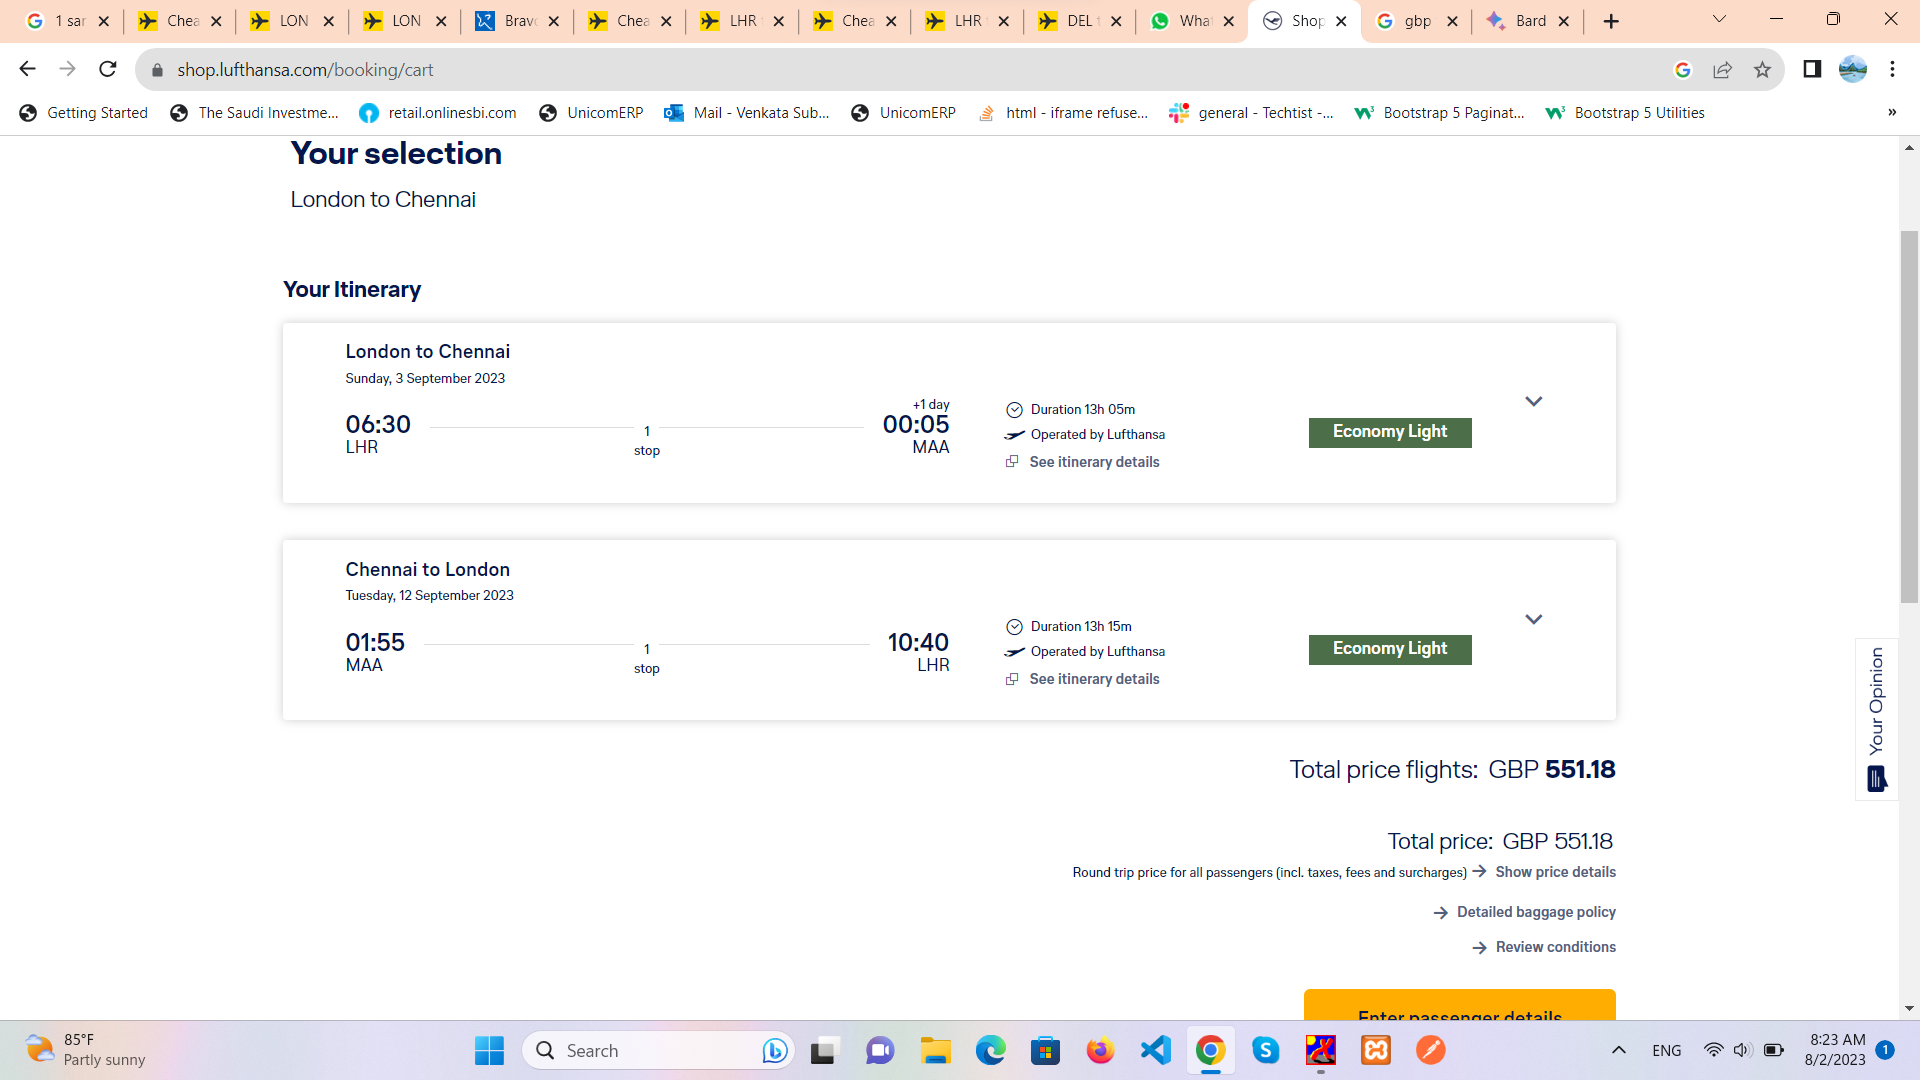 1 sar
Chea
LON
LON
Bravo
Chea
LHR
Chea
LHR
DEL
What
Shop
gbp
Bard
shop.lufthansa.com/booking/cart
Getting Started
The Saudi Investme...
retail.onlinesbi.com
UnicomERP
Mail - Venkata Sub...
UnicomERP
html - iframe refuse...
general - Techtist -...
Bootstrap 5 Paginat...
Bootstrap 5 Utilities
»
Your selection
London to Chennai
Your Itinerary
London to Chennai
Sunday, 3 September 2023
+1 day
06:30
1
stop
00:05
LHR
MAA
Duration 13h 05m
Operated by Lufthansa
See itinerary details
Economy Light
Chennai to London
Tuesday, 12 September 2023
01:55
1
stop
10:40
MAA
LHR
Duration 13h 15m
Operated by Lufthansa
See itinerary details
Economy Light
Your Opinion
Total price flights: GBP 551.18
Total price: GBP 551.18
Round trip price for all passengers (incl. taxes, fees and surcharges) → Show price details
→ Detailed baggage policy
→ Review conditions
Enter passenger details
85°F
Partly sunny
Search
ENG
8:23 AM
8/2/2023
1